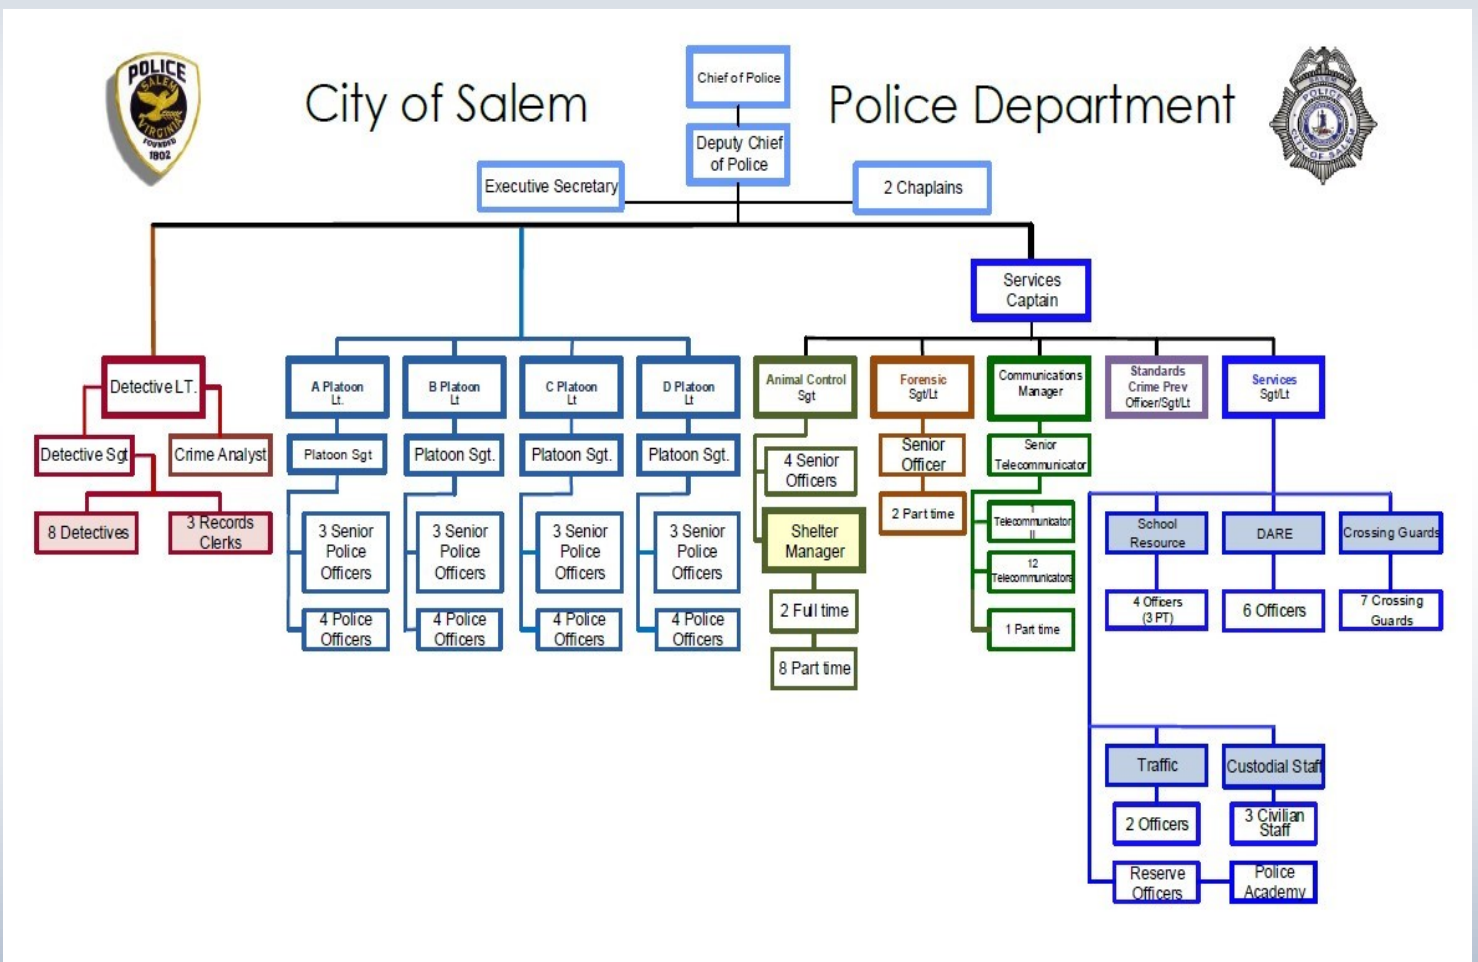 POLICE
SALEM
VIRGINIA
FOUNDED
1802
City of Salem
Police Department
SALEM
POLICE
CITY OF SALEM
Chief of Police
Deputy Chief
of Police
Executive Secretary
2 Chaplains
Services
Captain
Detective LT.
A Platoon
Lt.
B Platoon
Lt
C Platoon
Lt
D Platoon
Lt
Animal Control
Sgt
Forensic
Sgt/Lt
Communications
Manager
Standards
Crime Prev
Officer/Sgt/Lt
Services
Sgt/Lt
Detective Sgt
Crime Analyst
Platoon Sgt
Platoon Sgt.
Platoon Sgt.
Platoon Sgt.
4 Senior
Officers
Senior
Officer
Senior
Telecommunicator
8 Detectives
3 Records
Clerks
3 Senior
Police
Officers
3 Senior
Police
Officers
3 Senior
Police
Officers
3 Senior
Police
Officers
Shelter
Manager
2 Part time
1
Telecommunicator
II
School
Resource
DARE
Crossing Guards
12
Telecommunicators
4 Police
Officers
4 Police
Officers
4 Police
Officers
4 Police
Officers
2 Full time
1 Part time
4 Officers
(3 PT)
6 Officers
7 Crossing
Guards
8 Part time
Traffic
Custodial Staff
2 Officers
3 Civilian
Staff
Reserve
Officers
Police
Academy